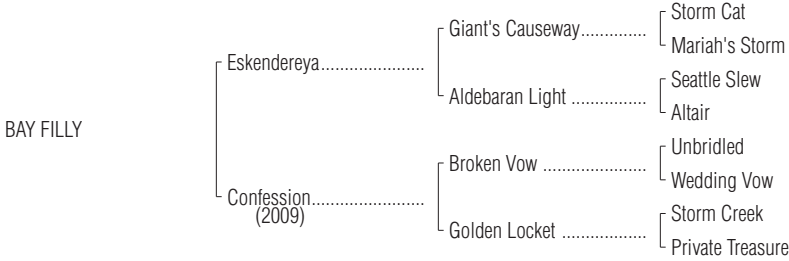 Storm Cat
Giant's Causeway..............
Mariah's Storm
Eskendereya......................
Seattle Slew
Aldebaran Light ................
Altair
BAY FILLY
Unbridled
Broken Vow ......................
Wedding Vow
Confession........................
(2009)
Storm Creek
Golden Locket ..................
Private Treasure